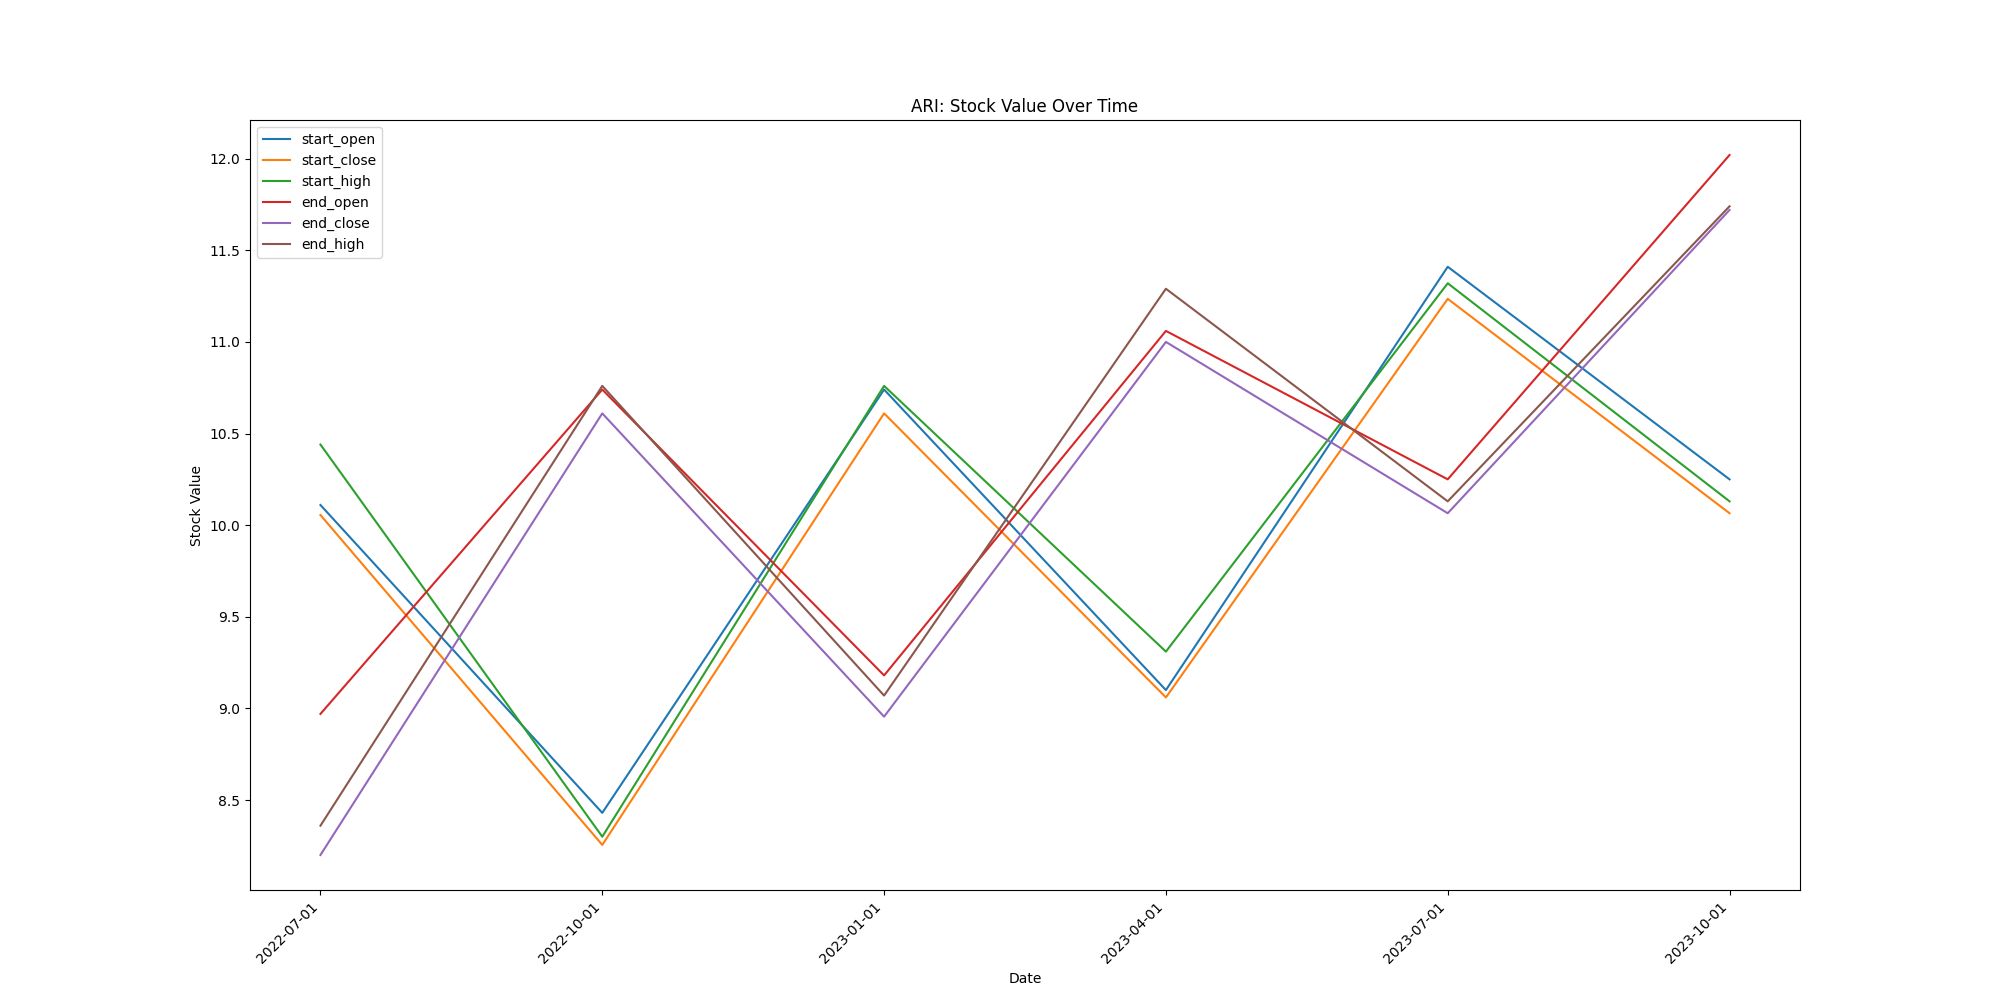 ARI: Stock Value Over Time
start_open
start_close
start_high
end_open
end_close
end_high
12.0
11.5
11.0
10.5
10.0
9.5
9.0
8.5
Stock Value
2022-07-01
2022-10-01
2023-01-01
2023-04-01
2023-07-01
2023-10-01
Date